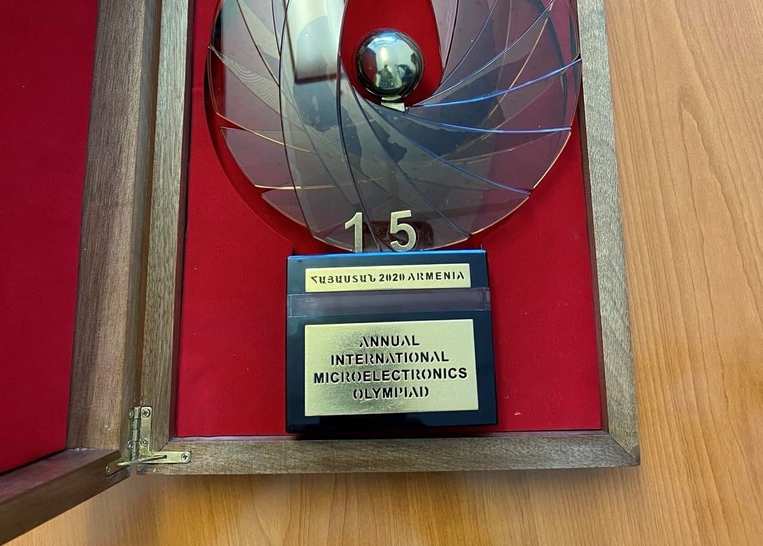 15
ՀԱՅԱՍՏԱՆ 2020 ARMENIA
ANNUAL
INTERNATIONAL
MICROELECTRONICS
OLYMPIAD